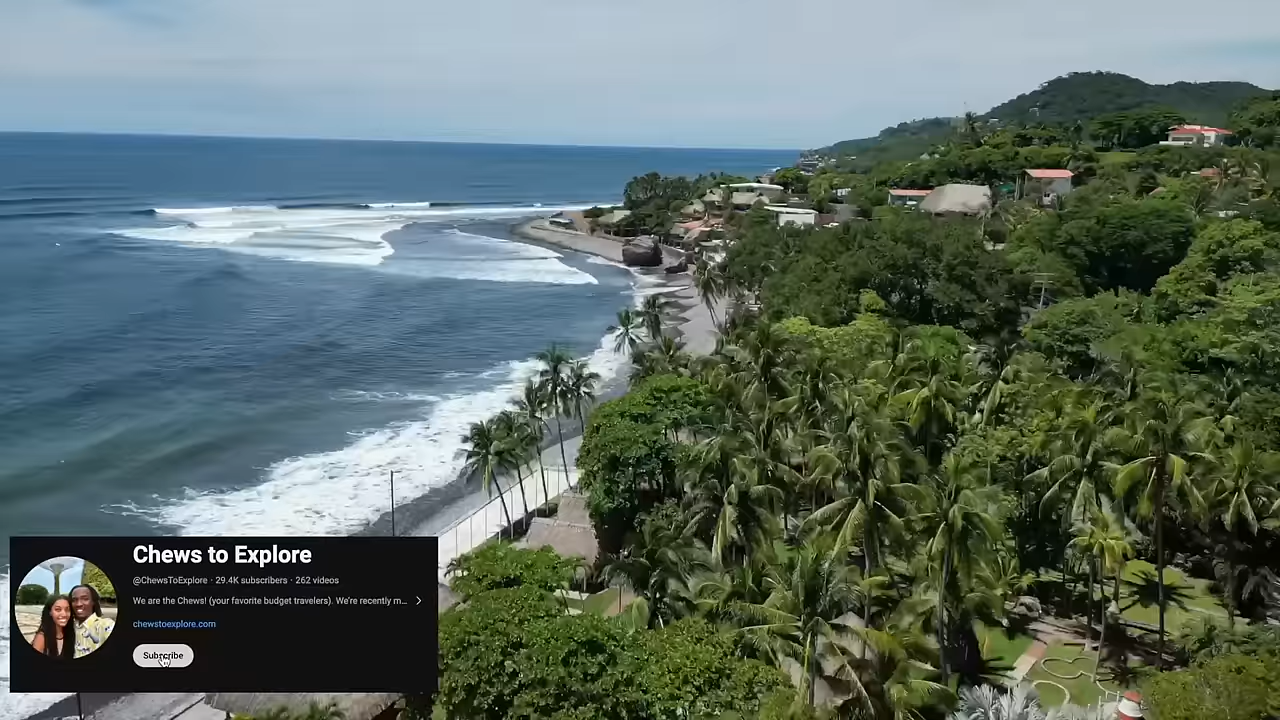 Chews to Explore
@ChewsToExplore · 29.4K subscribers · 262 videos
We are the Chews! (your favorite budget travelers). We're recently m...
chewstoexplore.com
Subscribe